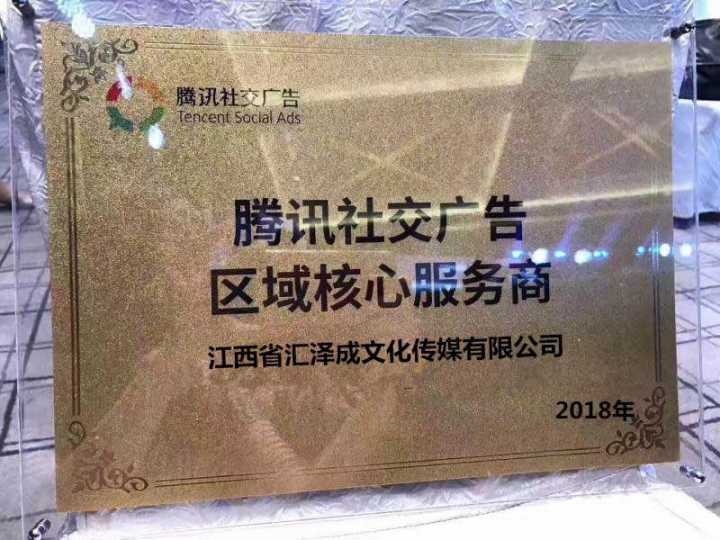 腾讯社交广告
Tencent Social Ads
腾讯社交广告
区域核心服务商
江西省汇泽成文化传媒有限公司
2018年